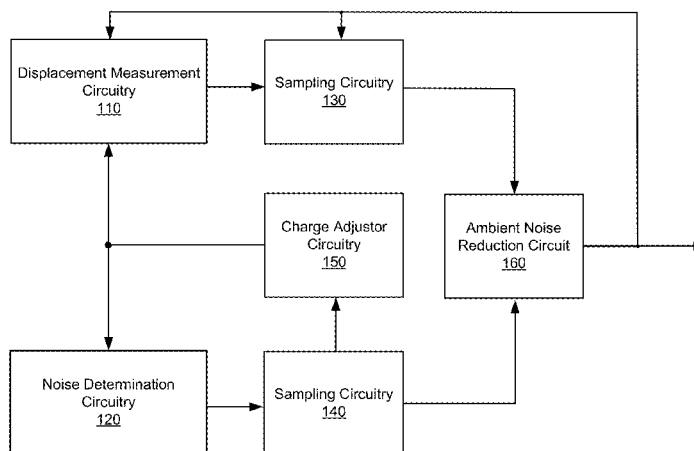 Displacement Measurement
Circuitry
110
Sampling Circuitry
130
Charge Adjustor
Circuitry
150
Ambient Noise
Reduction Circuit
160
Noise Determination
Circuitry
120
Sampling Circuitry
140